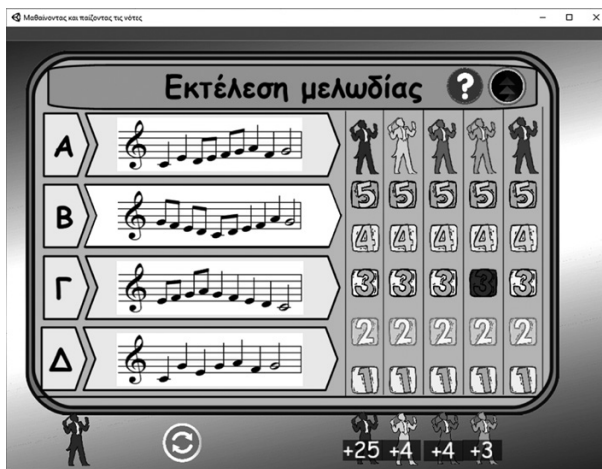 Μαθαίνοντας και παίζοντας τις νότες
Εκτέλεση μελωδίας ?
Α
Β
Γ
Δ
5 5 5 5 5
4 4 4 4 4
3 3 3 3 3
2 2 2 2 2
1 1 1 1 1
+25 +4 +4 +3